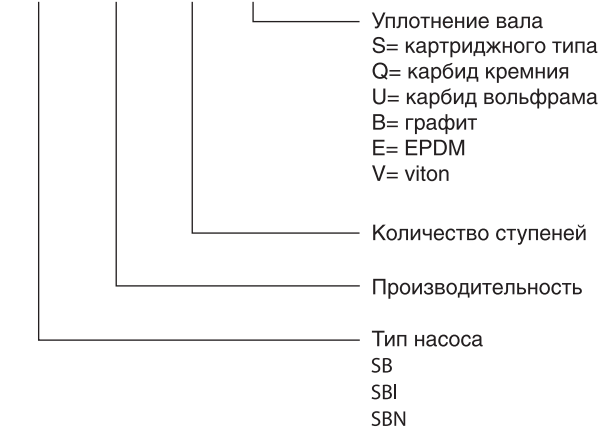 Уплотнение вала
S= картриджного типа
Q= карбид кремния
U= карбид вольфрама
B= графит
E= EPDM
V= viton
Количество ступеней
Производительность
Тип насоса
SB
SBI
SBN